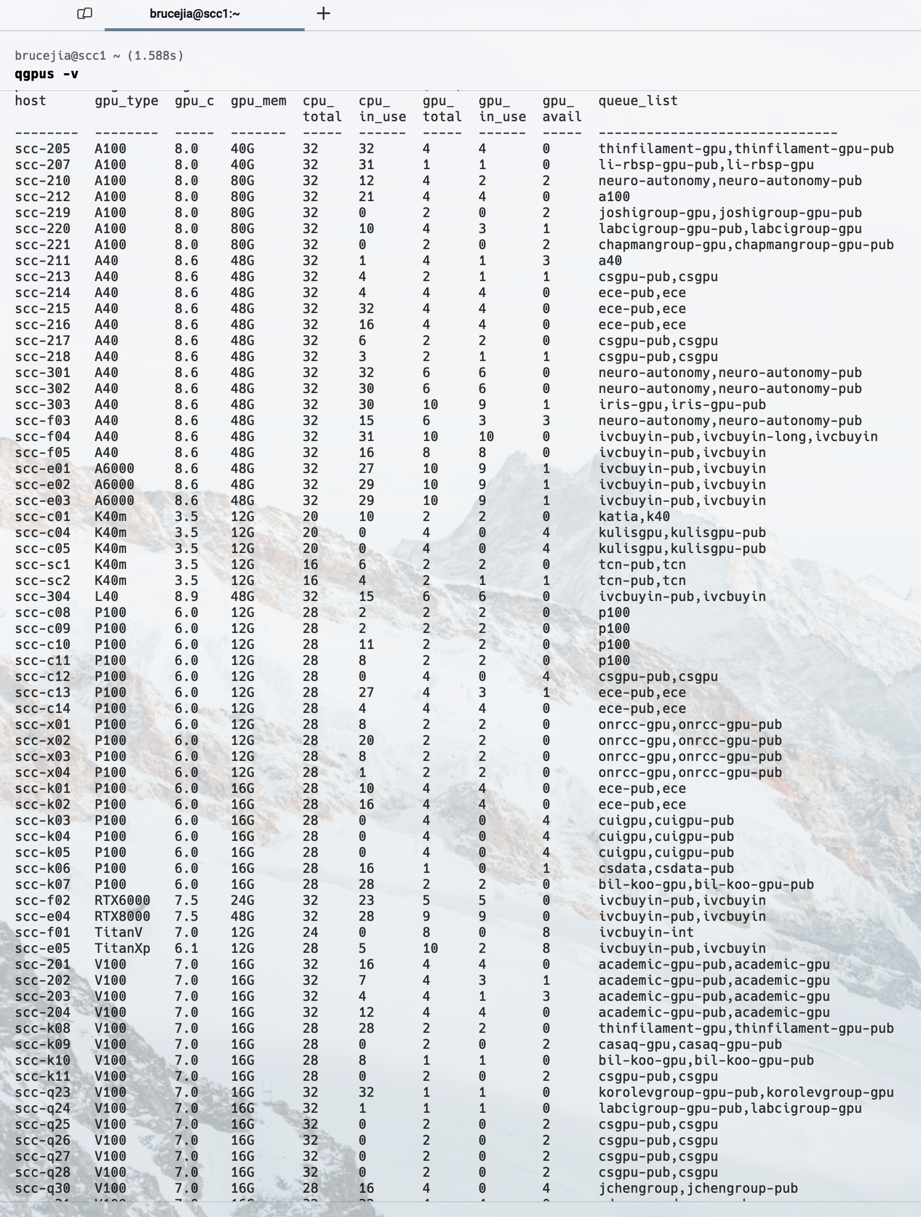 brucejia@scc1:~
brucejia@scc1 ~ (1.588s)
qgpus -v
host gpu_type gpu_c gpu_mem cpu_ cpu_ gpu_ gpu_ gpu_ queue_list
total in_use total in_use avail
-------- -------- ----- ------- ----- ------ ----- ------ ----- ------------------------------
scc-205 A100 8.0 40G 32 32 4 4 0 thinfilament-gpu,thinfilament-gpu-pub
scc-207 A100 8.0 40G 32 31 1 1 0 li-rbsp-gpu-pub,li-rbsp-gpu
scc-210 A100 8.0 80G 32 12 4 2 2 neuro-autonomy,neuro-autonomy-pub
scc-212 A100 8.0 80G 32 21 4 4 0 a100
scc-219 A100 8.0 80G 32 0 2 0 2 joshigroup-gpu,joshigroup-gpu-pub
scc-220 A100 8.0 80G 32 10 4 3 1 labcigroup-gpu-pub,labcigroup-gpu
scc-221 A100 8.0 80G 32 0 2 0 2 chapmangroup-gpu,chapmangroup-gpu-pub
scc-211 A40 8.6 48G 32 1 4 1 3 a40
scc-213 A40 8.6 48G 32 4 2 1 1 csgpu-pub,csgpu
scc-214 A40 8.6 48G 32 4 4 4 0 ece-pub,ece
scc-215 A40 8.6 48G 32 32 4 4 0 ece-pub,ece
scc-216 A40 8.6 48G 32 16 4 4 0 ece-pub,ece
scc-217 A40 8.6 48G 32 6 2 2 0 csgpu-pub,csgpu
scc-218 A40 8.6 48G 32 3 2 1 1 csgpu-pub,csgpu
scc-301 A40 8.6 48G 32 32 6 6 0 neuro-autonomy,neuro-autonomy-pub
scc-302 A40 8.6 48G 32 30 6 6 0 neuro-autonomy,neuro-autonomy-pub
scc-303 A40 8.6 48G 32 30 10 9 1 iris-gpu,iris-gpu-pub
scc-f03 A40 8.6 48G 32 15 6 3 3 neuro-autonomy,neuro-autonomy-pub
scc-f04 A40 8.6 48G 32 31 10 10 0 ivcbuyin-pub,ivcbuyin-long,ivcbuyin
scc-f05 A40 8.6 48G 32 16 8 8 0 ivcbuyin-pub,ivcbuyin
scc-e01 A6000 8.6 48G 32 27 10 9 1 ivcbuyin-pub,ivcbuyin
scc-e02 A6000 8.6 48G 32 29 10 9 1 ivcbuyin-pub,ivcbuyin
scc-e03 A6000 8.6 48G 32 29 10 9 1 ivcbuyin-pub,ivcbuyin
scc-c01 K40m 3.5 12G 20 10 2 2 0 katia,k40
scc-c04 K40m 3.5 12G 20 0 4 0 4 kulisgpu,kulisgpu-pub
scc-c05 K40m 3.5 12G 20 0 4 0 4 kulisgpu,kulisgpu-pub
scc-sc1 K40m 3.5 12G 16 6 2 2 0 tcn-pub,tcn
scc-sc2 K40m 3.5 12G 16 4 2 1 1 tcn-pub,tcn
scc-304 L40 8.9 48G 32 15 6 6 0 ivcbuyin-pub,ivcbuyin
scc-c08 P100 6.0 12G 28 2 2 2 0 p100
scc-c09 P100 6.0 12G 28 2 2 2 0 p100
scc-c10 P100 6.0 12G 28 11 2 2 0 p100
scc-c11 P100 6.0 12G 28 8 2 2 0 p100
scc-c12 P100 6.0 12G 28 0 4 0 4 csgpu-pub,csgpu
scc-c13 P100 6.0 12G 28 27 4 3 1 ece-pub,ece
scc-c14 P100 6.0 12G 28 4 4 4 0 ece-pub,ece
scc-x01 P100 6.0 12G 28 8 2 2 0 onrcc-gpu,onrcc-gpu-pub
scc-x02 P100 6.0 12G 28 20 2 2 0 onrcc-gpu,onrcc-gpu-pub
scc-x03 P100 6.0 12G 28 8 2 2 0 onrcc-gpu,onrcc-gpu-pub
scc-x04 P100 6.0 12G 28 1 2 2 0 onrcc-gpu,onrcc-gpu-pub
scc-k01 P100 6.0 16G 28 10 4 4 0 ece-pub,ece
scc-k02 P100 6.0 16G 28 16 4 4 0 ece-pub,ece
scc-k03 P100 6.0 16G 28 0 4 0 4 cuigpu,cuigpu-pub
scc-k04 P100 6.0 16G 28 0 4 0 4 cuigpu,cuigpu-pub
scc-k05 P100 6.0 16G 28 0 4 0 4 cuigpu,cuigpu-pub
scc-k06 P100 6.0 16G 28 16 1 0 1 csdata,csdata-pub
scc-k07 P100 6.0 16G 28 28 2 2 0 bil-koo-gpu,bil-koo-gpu-pub
scc-f02 RTX6000 7.5 24G 32 23 5 5 0 ivcbuyin-pub,ivcbuyin
scc-e04 RTX8000 7.5 48G 32 28 9 9 0 ivcbuyin-pub,ivcbuyin
scc-f01 TitanV 7.0 12G 24 0 8 0 8 ivcbuyin-int
scc-e05 TitanXp 6.1 12G 28 5 10 2 8 ivcbuyin-pub,ivcbuyin
scc-201 V100 7.0 16G 32 16 4 4 0 academic-gpu-pub,academic-gpu
scc-202 V100 7.0 16G 32 7 4 3 1 academic-gpu-pub,academic-gpu
scc-203 V100 7.0 16G 32 4 4 1 3 academic-gpu-pub,academic-gpu
scc-204 V100 7.0 16G 32 12 4 4 0 academic-gpu-pub,academic-gpu
scc-k08 V100 7.0 16G 28 28 2 2 0 thinfilament-gpu,thinfilament-gpu-pub
scc-k09 V100 7.0 16G 28 0 2 0 2 casaq-gpu,casaq-gpu-pub
scc-k10 V100 7.0 16G 28 8 1 1 0 bil-koo-gpu,bil-koo-gpu-pub
scc-k11 V100 7.0 16G 28 0 2 0 2 csgpu-pub,csgpu
scc-q23 V100 7.0 16G 32 32 1 1 0 korolevgroup-gpu-pub,korolevgroup-gpu
scc-q24 V100 7.0 16G 32 1 1 1 0 labcigroup-gpu-pub,labcigroup-gpu
scc-q25 V100 7.0 16G 32 0 2 0 2 csgpu-pub,csgpu
scc-q26 V100 7.0 16G 32 0 2 0 2 csgpu-pub,csgpu
scc-q27 V100 7.0 16G 32 0 2 0 2 csgpu-pub,csgpu
scc-q28 V100 7.0 16G 32 0 2 0 2 csgpu-pub,csgpu
scc-q30 V100 7.0 16G 28 16 4 0 4 jchengroup,jchengroup-pub